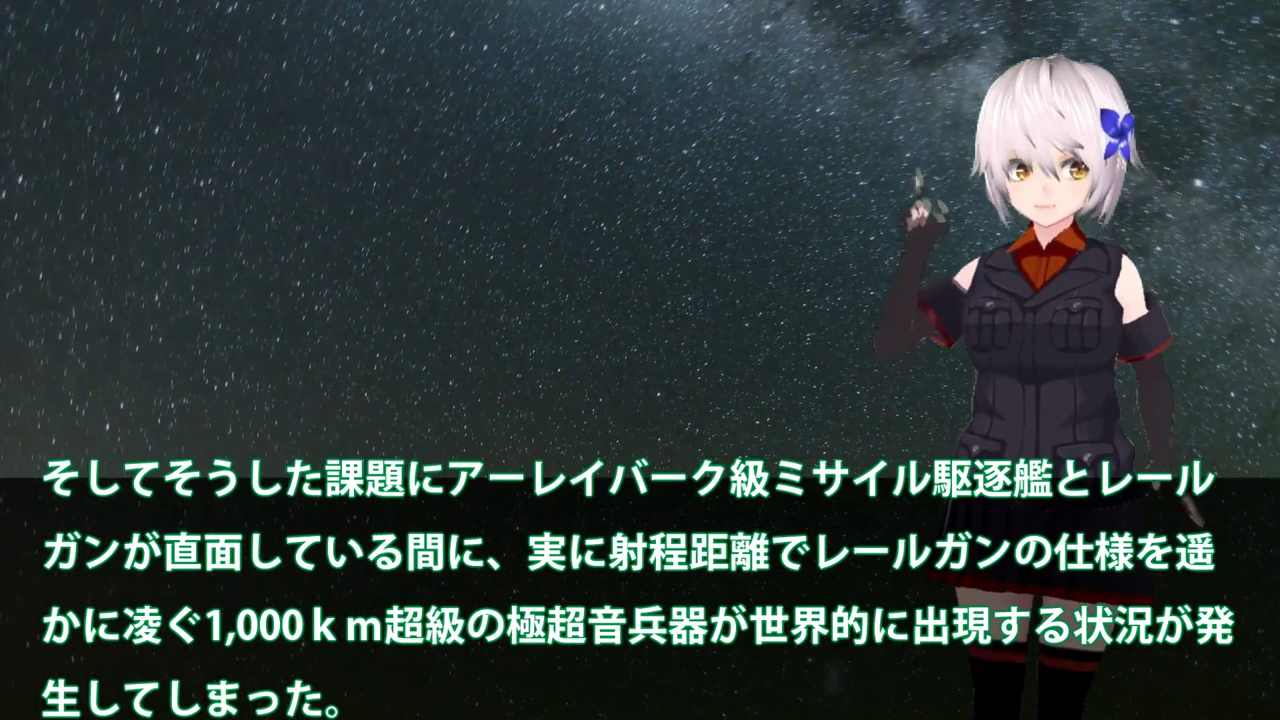 そしてそうした課題にアーレイバーク級ミサイル駆逐艦とレール
ガンが直面している間に、実に射程距離でレールガンの仕様を遥
かに凌ぐ1,000ｋｍ超級の極超音兵器が世界的に出現する状況が発
生してしまった。